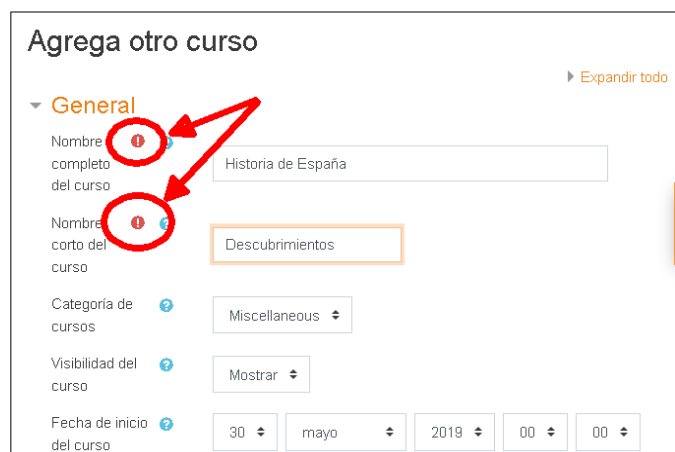 Agrega otro curso
Expandir todo
General
Nombre
completo
del curso
Historia de España
Nombre
corto del
curso
Descubrimientos
Categoría de
cursos
Miscellaneous
Visibilidad del
curso
Mostrar
Fecha de inicio
del curso
30 mayo 2019 00 00